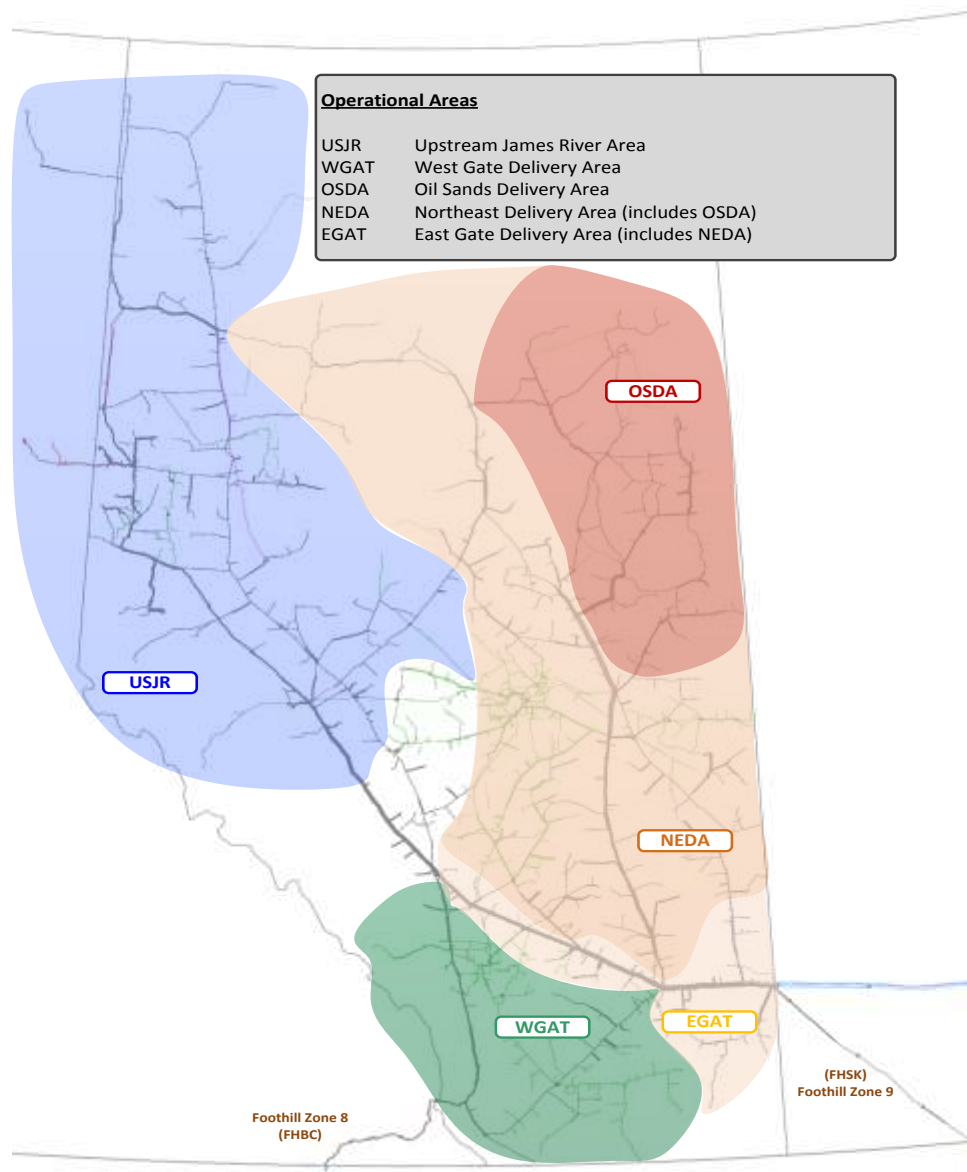 Operational Areas
USJR Upstream James River Area
WGAT West Gate Delivery Area
OSDA Oil Sands Delivery Area
NEDA Northeast Delivery Area (includes OSDA)
EGAT East Gate Delivery Area (includes NEDA)
OSDA
USJR
NEDA
WGAT
EGAT
(FHSK)
Foothill Zone 9
Foothill Zone 8
(FHBC)